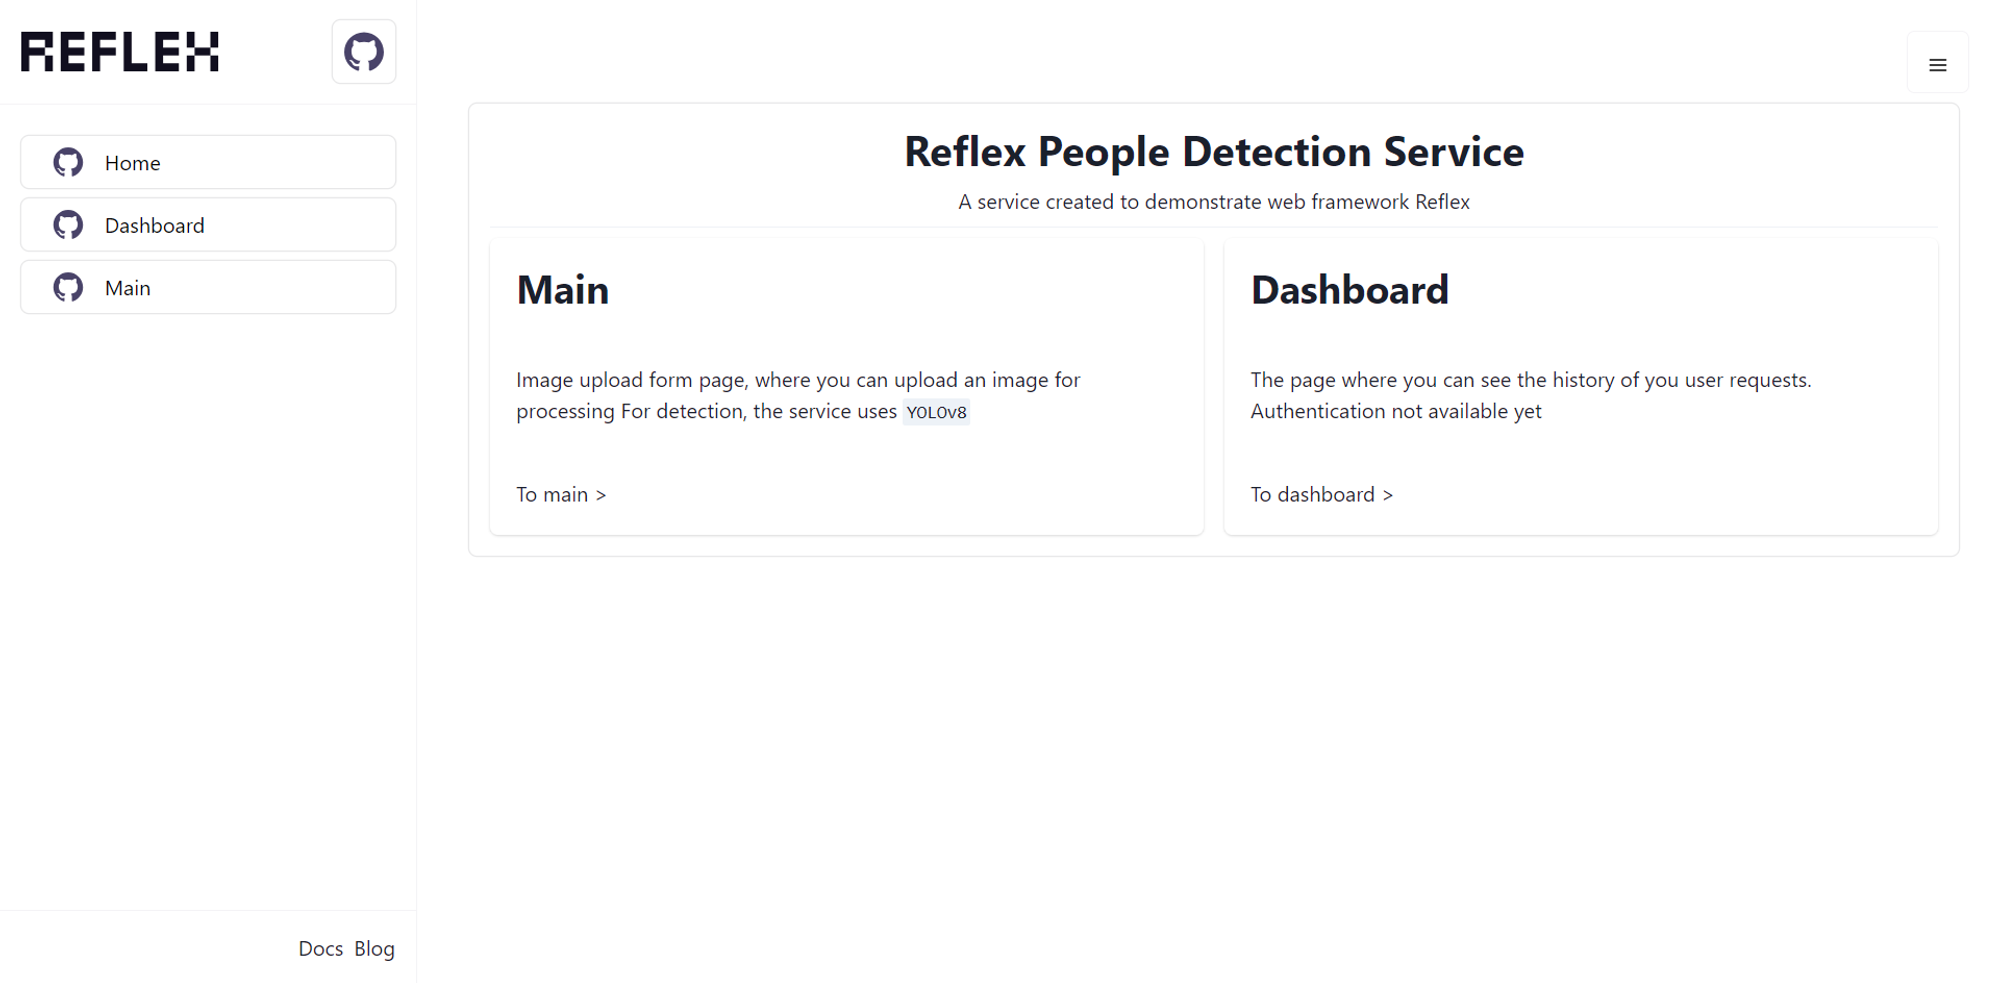 REFLEX
Home
Dashboard
Main
Docs Blog
Reflex People Detection Service
A service created to demonstrate web framework Reflex
Main
Image upload form page, where you can upload an image for
processing For detection, the service uses YOLOv8
To main >
Dashboard
The page where you can see the history of you user requests.
Authentication not available yet
To dashboard >